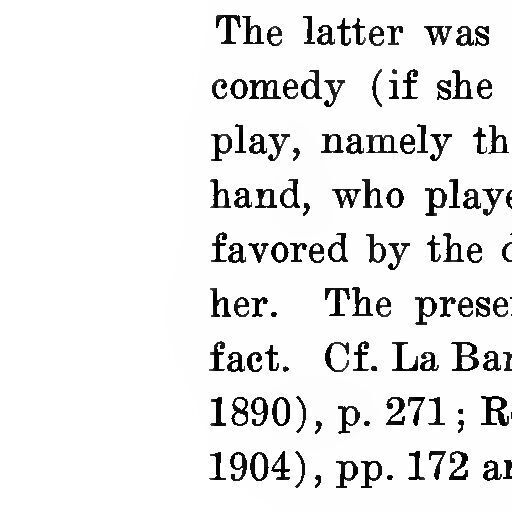 The latter was
comedy (if she
play, namely th
hand, who playe
favored by the
her. The prese
fact. Cf. La Bar
1890), p. 271; R
1904), pp. 172 a